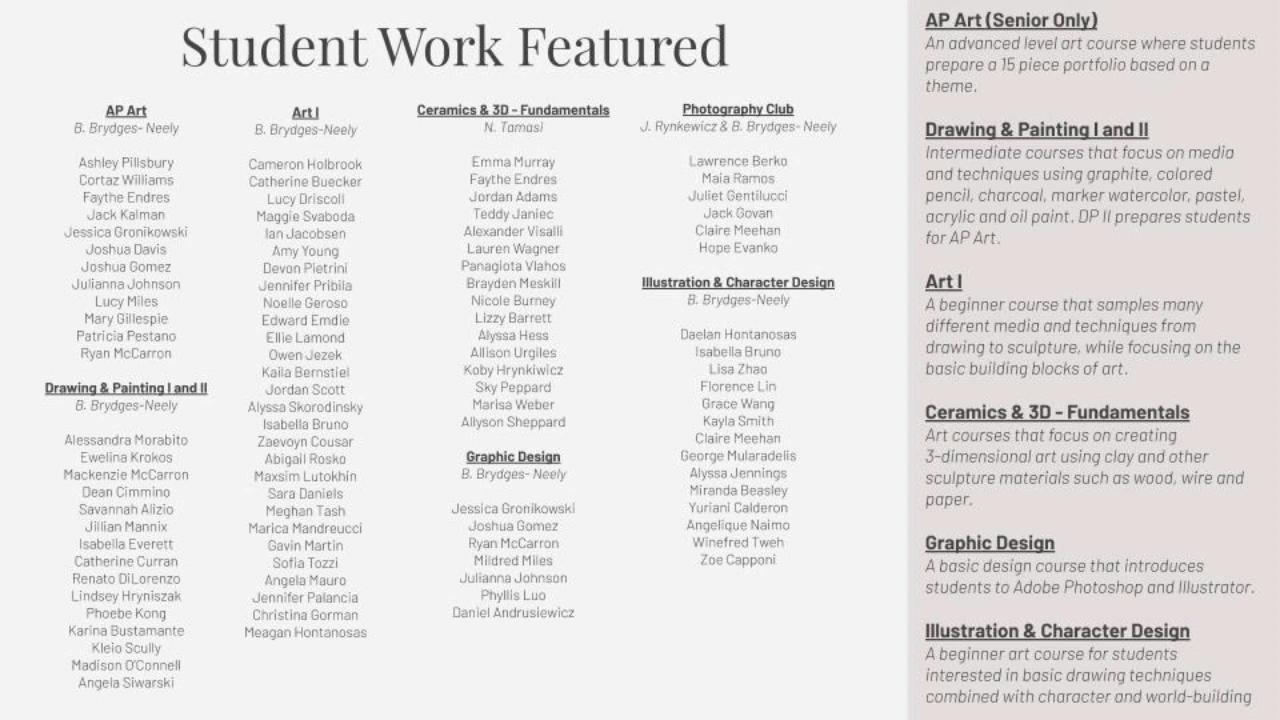 Student Work Featured
AP Art
B. Brydges- Neely
Ashley Pillsbury
Cortaz Williams
Faythe Endres
Jack Kalman
Jessica Gronikowski
Joshua Davis
Joshua Gomez
Julianna Johnson
Lucy Miles
Mary Gillespie
Patricia Pestano
Ryan McCarron
Drawing & Painting I and II
B. Brydges-Neely
Alessandra Morabito
Ewelina Krokos
Mackenzie McCarron
Dean Cimmino
Savannah Alizio
Jillian Mannix
Isabella Everett
Catherine Curran
Renato DiLorenzo
Lindsey Hryniszak
Phoebe Kong
Karina Bustamante
Kleio Scully
Madison O'Connell
Angela Siwarski
Art I
B. Brydges-Neely
Cameron Holbrook
Catherine Buecker
Lucy Driscoll
Maggie Svaboda
Ian Jacobsen
Amy Young
Devon Pietrini
Jennifer Pribila
Noelle Geroso
Edward Emdie
Ellie Lamond
Owen Jezek
Kaila Bernstiel
Jordan Scott
Alyssa Skorodinsky
Isabella Bruno
Zaevoyn Cousar
Abigail Rosko
Maxsim Lutokhin
Sara Daniels
Meghan Tash
Marica Mandreucci
Gavin Martin
Sofia Tozzi
Angela Mauro
Jennifer Palancia
Christina Gorman
Meagan Hontanosas
Ceramics & 3D - Fundamentals
N. Tamasi
Emma Murray
Faythe Endres
Jordan Adams
Teddy Janiec
Alexander Visalli
Lauren Wagner
Panagiota Vlahos
Brayden Meskill
Nicole Burney
Lizzy Barrett
Alyssa Hess
Allison Urgiles
Koby Hrynkiwicz
Sky Peppard
Marisa Weber
Allyson Sheppard
Graphic Design
B. Brydges- Neely
Jessica Gronikowski
Joshua Gomez
Ryan McCarron
Mildred Miles
Julianna Johnson
Phyllis Luo
Daniel Andrusiewicz
Photography Club
J. Rynkewicz & B. Brydges- Neely
Lawrence Berko
Maia Ramos
Juliet Gentilucci
Jack Govan
Claire Meehan
Hope Evanko
Illustration & Character Design
B. Brydges-Neely
Daelan Hontanosas
Isabella Bruno
Lisa Zhao
Florence Lin
Grace Wang
Kayla Smith
Claire Meehan
George Mularadelis
Alyssa Jennings
Miranda Beasley
Yuriani Calderon
Angelique Naimo
Winefred Tweh
Zoe Capponi
AP Art (Senior Only)
An advanced level art course where students
prepare a 15 piece portfolio based on a
theme.
Drawing & Painting I and II
Intermediate courses that focus on media
and techniques using graphite, colored
pencil, charcoal, marker watercolor, pastel,
acrylic and oil paint. DP II prepares students
for AP Art.
Art I
A beginner course that samples many
different media and techniques from
drawing to sculpture, while focusing on the
basic building blocks of art.
Ceramics & 3D - Fundamentals
Art courses that focus on creating
3-dimensional art using clay and other
sculpture materials such as wood, wire and
paper.
Graphic Design
A basic design course that introduces
students to Adobe Photoshop and Illustrator.
Illustration & Character Design
A beginner art course for students
interested in basic drawing techniques
combined with character and world-building